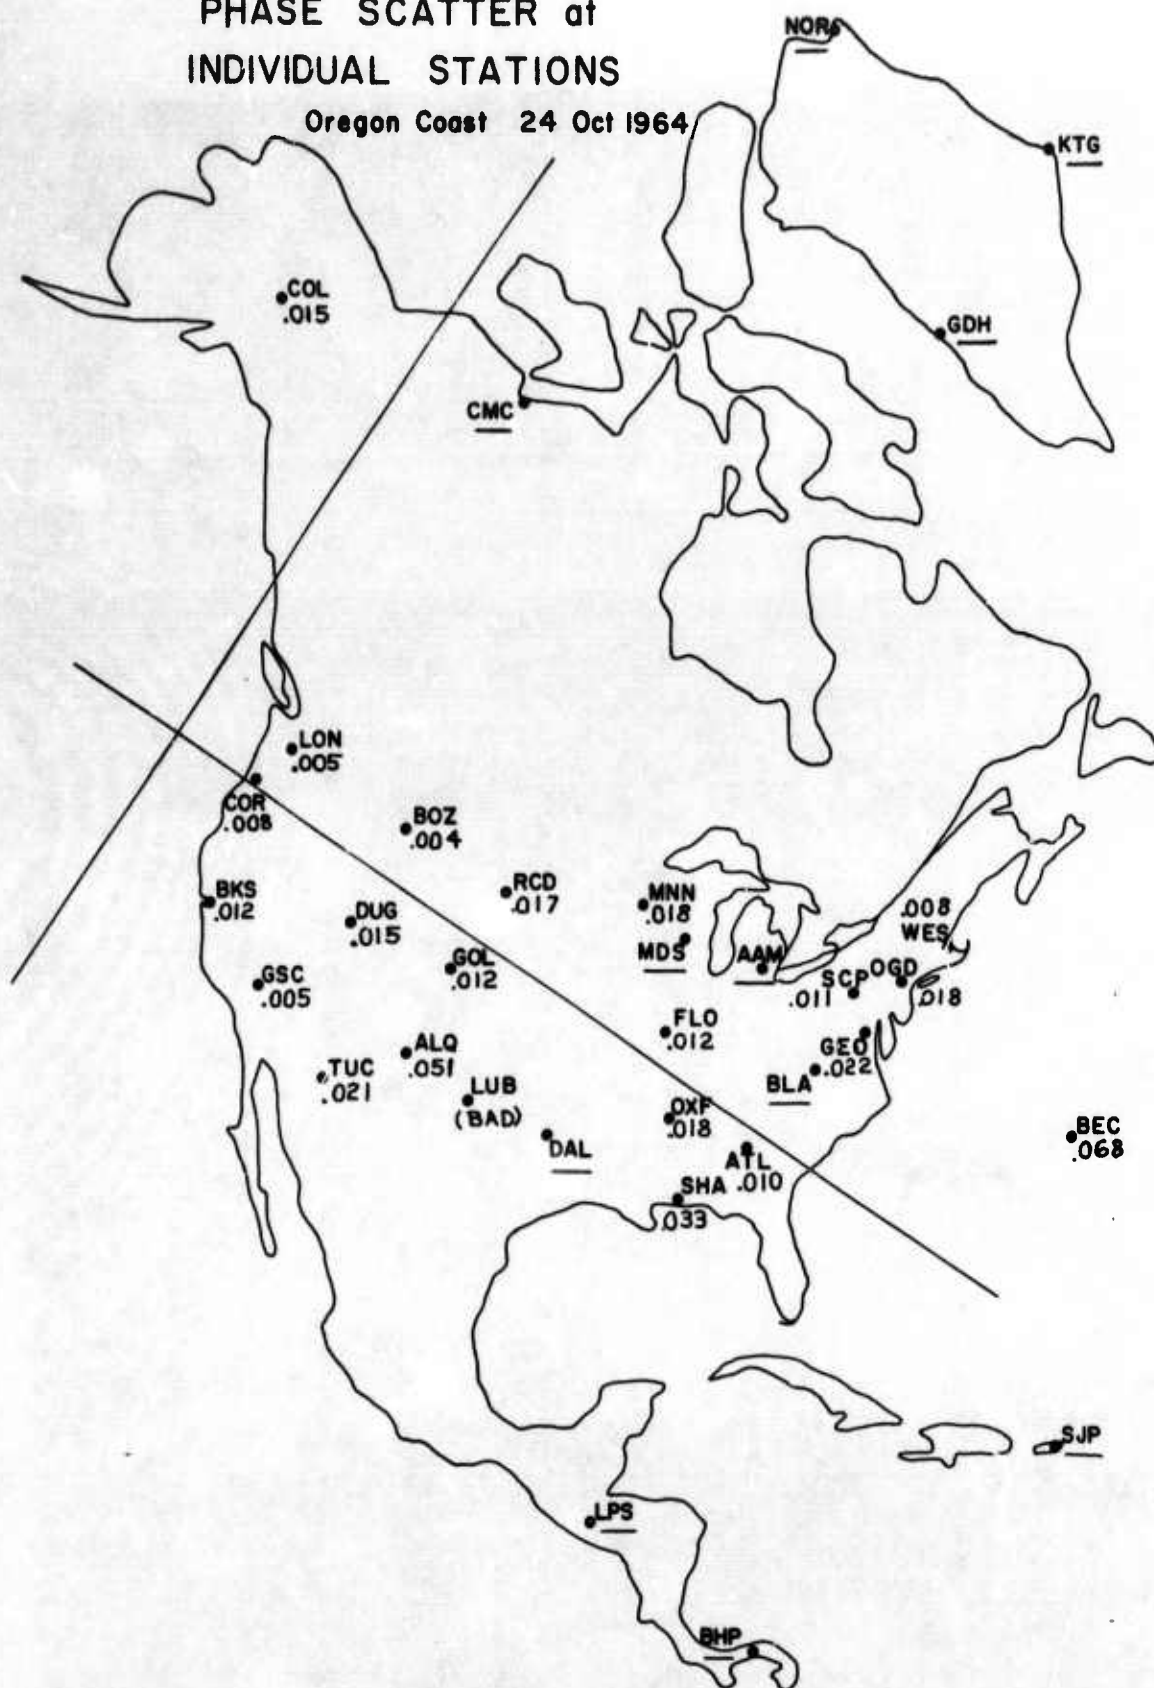 PHASE SCATTER at
INDIVIDUAL STATIONS
Oregon Coast 24 Oct 1964
NOR
KTG
COL
.015
GDH
CMC
LON
.005
COR
.008
BOZ
.004
BKS
.012
DUG
.015
RCD
.017
MNN
.018
.008
WES
MDS
AAM
GOL
.012
GSC
.005
SCP
.011
OGD
.018
FLO
.012
GEO
.022
ALQ
.051
TUC
.021
LUB
(BAD)
BLA
OXF
.018
BEC
.068
DAL
ATL
.010
SHA
.033
SJP
LPS
BHP